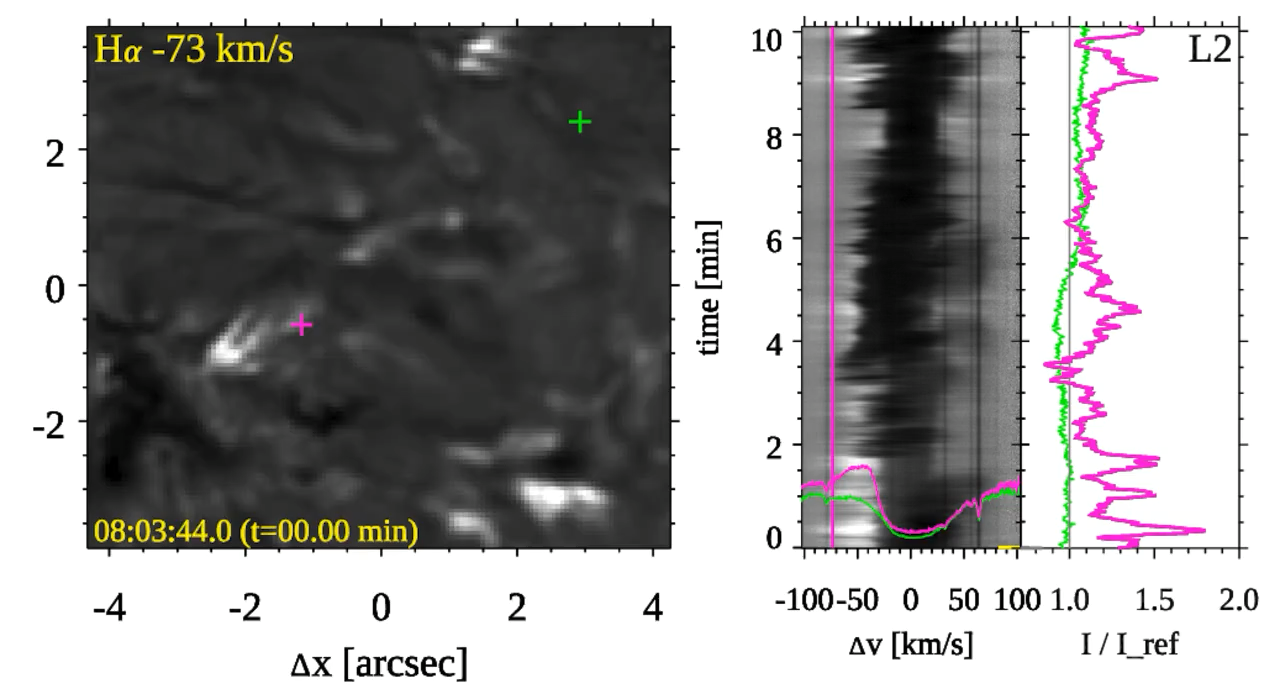 Hα -73 km/s
08:03:44.0 (t=00.00 min)
2
0
-2
-4
-2
0
2
4
Δx [arcsec]
time [min]
10
8
6
4
2
0
-100 -50 0 50 100
Δv [km/s]
L2
1.0 1.5 2.0
I / I_ref